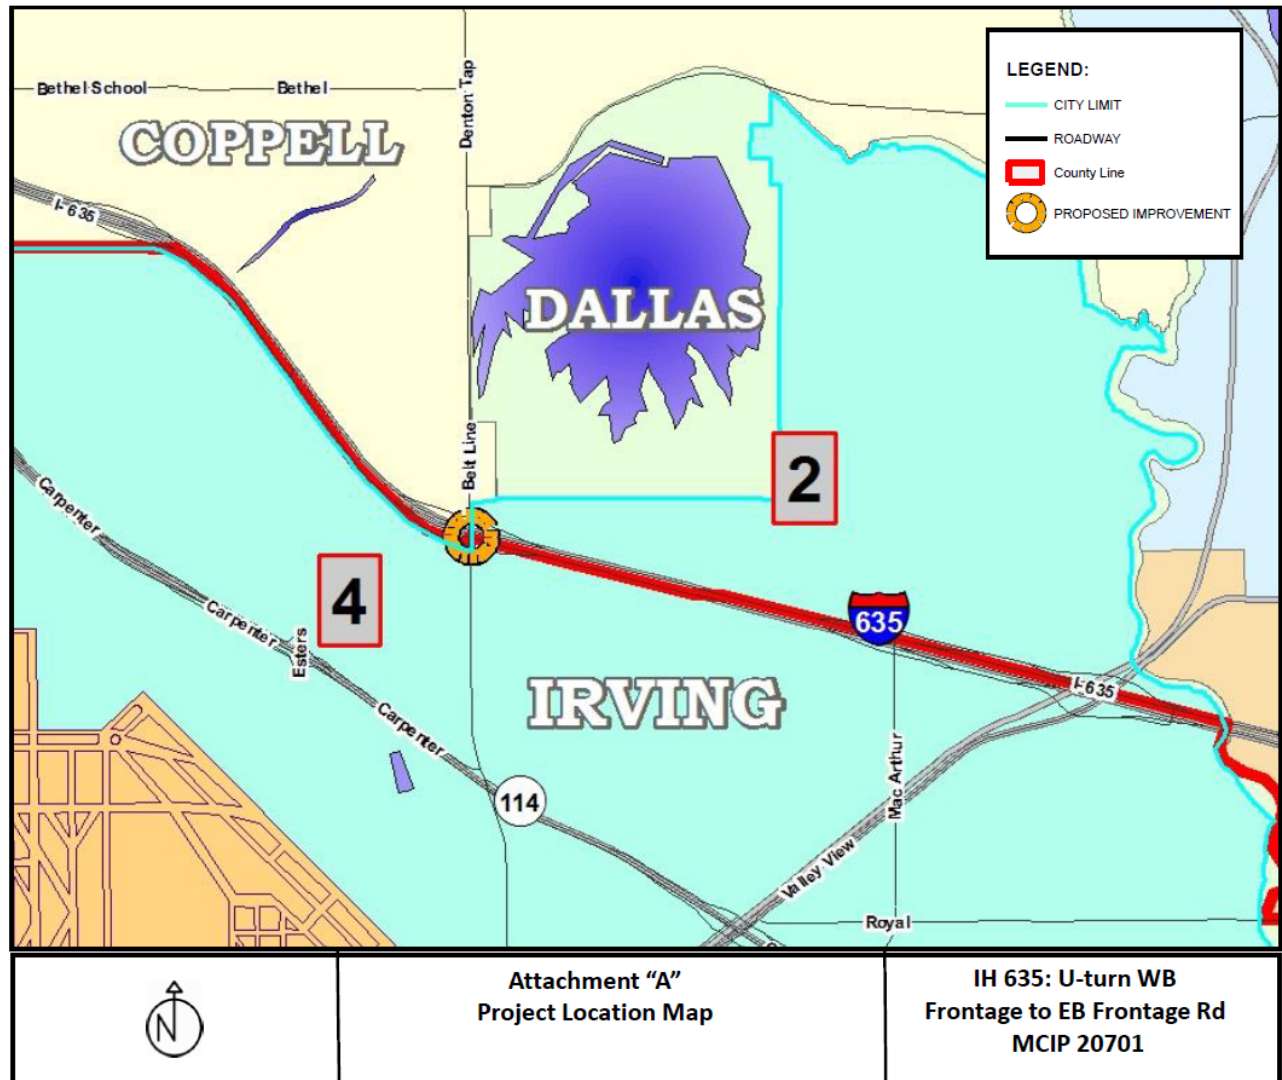 Bethel School
Bethel
Denton Tap
COPPELL
LEGEND:
CITY LIMIT
ROADWAY
County Line
PROPOSED IMPROVEMENT
I-635
DALLAS
Belt Line
2
Carpenter
4
Carpenter
Esters
635
I-635
IRVING
Carpenter
114
Mac Arthur
Valley View
Royal
N
Attachment “A”
Project Location Map
IH 635: U-turn WB
Frontage to EB Frontage Rd
MCIP 20701